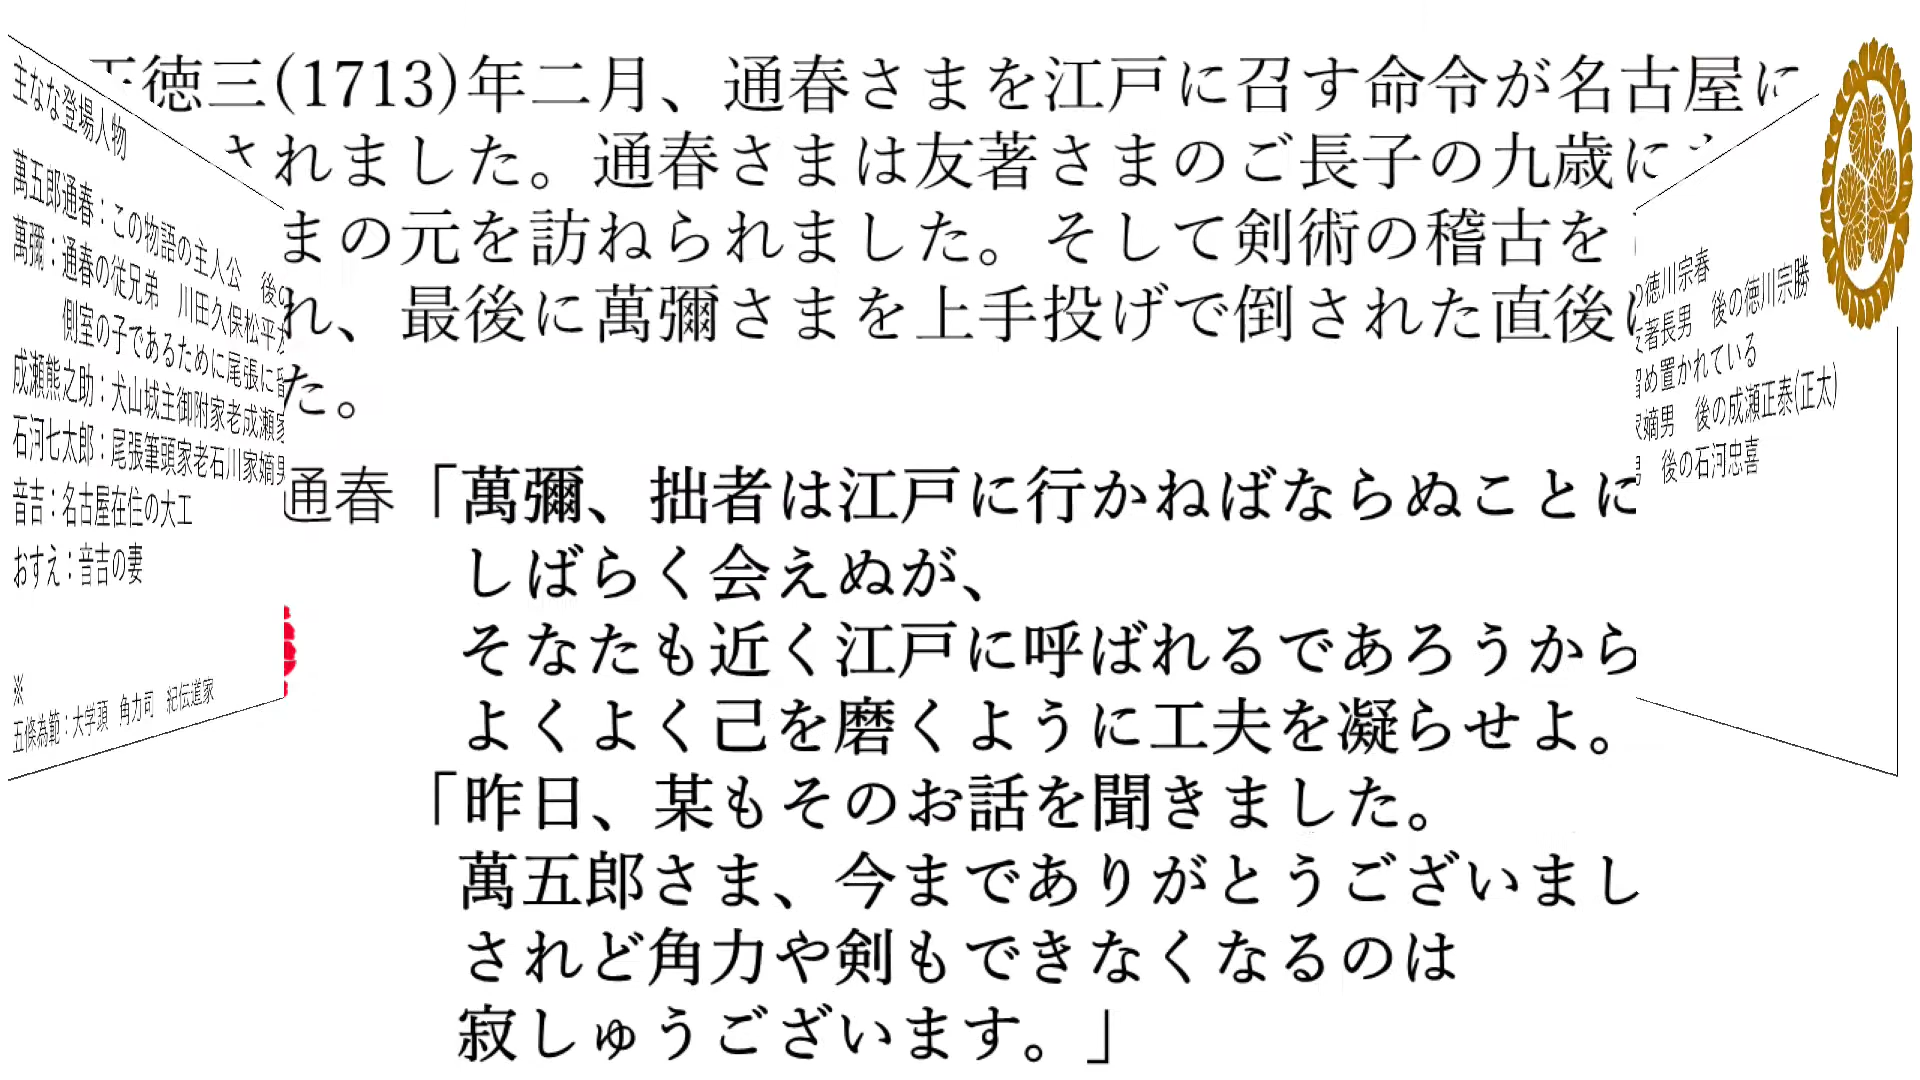 徳三(1713)年二月、通春さまを江戸に召す命令が名古屋に
されました。通春さまは友著さまのご長子の九歳に
まの元を訪ねられました。そして剣術の稽古を
れ、最後に萬彌さまを上手投げで倒された直後
た。
通春「萬彌、拙者は江戸に行かねばならぬことに
しばらく会えぬが、
そなたも近く江戸に呼ばれるであろうから
よくよく己を磨くように工夫を凝らせよ。
「昨日、某もそのお話を聞きました。
萬五郎さま、今までありがとうございまし
されど角力や剣もできなくなるのは
寂しゅうございます。」
主なな登場人物
萬五郎通春：この物語の主人公　後の
萬彌：通春の従兄弟　川田久保松平
側室の子であるために尾張に
成瀬熊之助：犬山城主御附家老成瀬家
石河七太郎：尾張筆頭家老石川家嫡男
音吉：名古屋在住の大工
おすえ：音吉の妻
※
五條為範：大学頭　角力司　紀伝道家
徳川宗春
友著長男　後の徳川宗勝
留め置かれている
嫡男　後の成瀬正泰(正太)
後の石河忠喜